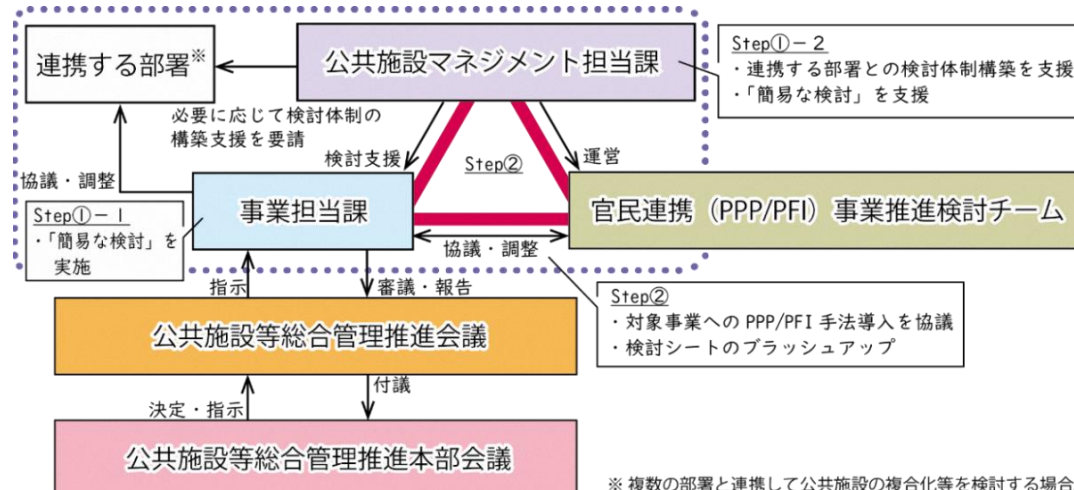 連携する部署※
公共施設マネジメント担当課
Step①－2
・連携する部署との検討体制構築を支援
・「簡易な検討」を支援
必要に応じて検討体制の
構築支援を要請
検討支援
Step②
運営
協議・調整
Step①－1
・「簡易な検討」を
実施
事業担当課
官民連携（PPP/PFI）事業推進検討チーム
協議・調整
指示
審議・報告
Step②
・対象事業への PPP/PFI 手法導入を協議
・検討シートのブラッシュアップ
公共施設等総合管理推進会議
決定・指示
付議
公共施設等総合管理推進本部会議
※ 複数の部署と連携して公共施設の複合化等を検討する場合